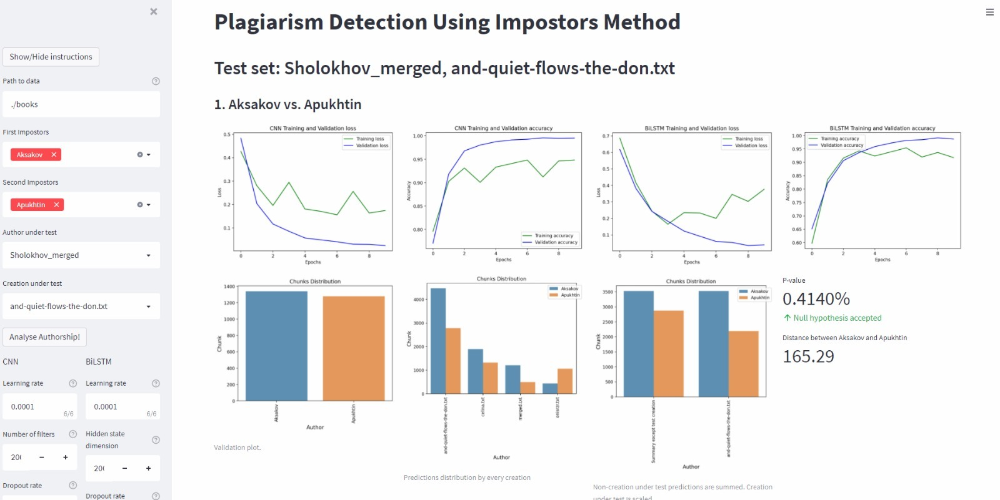 Show/Hide instructions
Path to data
./books
First Impostors
Aksakov
Second Impostors
Apukhtin
Author under test
Sholokhov_merged
Creation under test
and-quiet-flows-the-don.txt
Analyse Authorship!
CNN BiLSTM
Learning rate Learning rate
0.0001 6/6 0.0001 6/6
Number of filters Hidden state
dimension
Dropout rate
Dropout rate
Plagiarism Detection Using Impostors Method
Test set: Sholokhov_merged, and-quiet-flows-the-don.txt
1. Aksakov vs. Apukhtin
CNN Training and Validation loss
Training loss
Validation loss
0.5
0.4
0.3
0.2
0.1
Loss
0 2 4 6 8
Epochs
CNN Training and Validation accuracy
1.00
0.95
0.90
0.85
0.80
Accuracy
Training accuracy
Validation accuracy
0 2 4 6 8
Epochs
BiLSTM Training and Validation loss
Training loss
Validation loss
0.7
0.6
0.5
0.4
0.3
0.2
0.1
Loss
0 2 4 6 8
Epochs
BiLSTM Training and Validation accuracy
Training accuracy
Validation accuracy
1.00
0.95
0.90
0.85
0.80
0.75
0.70
0.65
0.60
Accuracy
0 2 4 6 8
Epochs
Chunks Distribution
1400
1200
1000
800
600
400
200
0
Chunk
Aksakov
Apukhtin
Author
Validation plot.
Chunks Distribution
Aksakov
Apukhtin
4000
3000
2000
1000
0
Chunk
and-quiet-flows-the-don.txt
celina.txt
merged.txt
Author
Predictions distribution by every creation
Chunks Distribution
Aksakov
Apukhtin
3500
3000
2500
2000
1500
1000
500
0
Chunk
Summary except test creation
and-quiet-flows-the-don.txt
Author
Non-creation under test predictions are summed. Creation
under test is scaled
P-value
0.4140%
↑ Null hypothesis accepted
Distance between Aksakov and Apukhtin
165.29